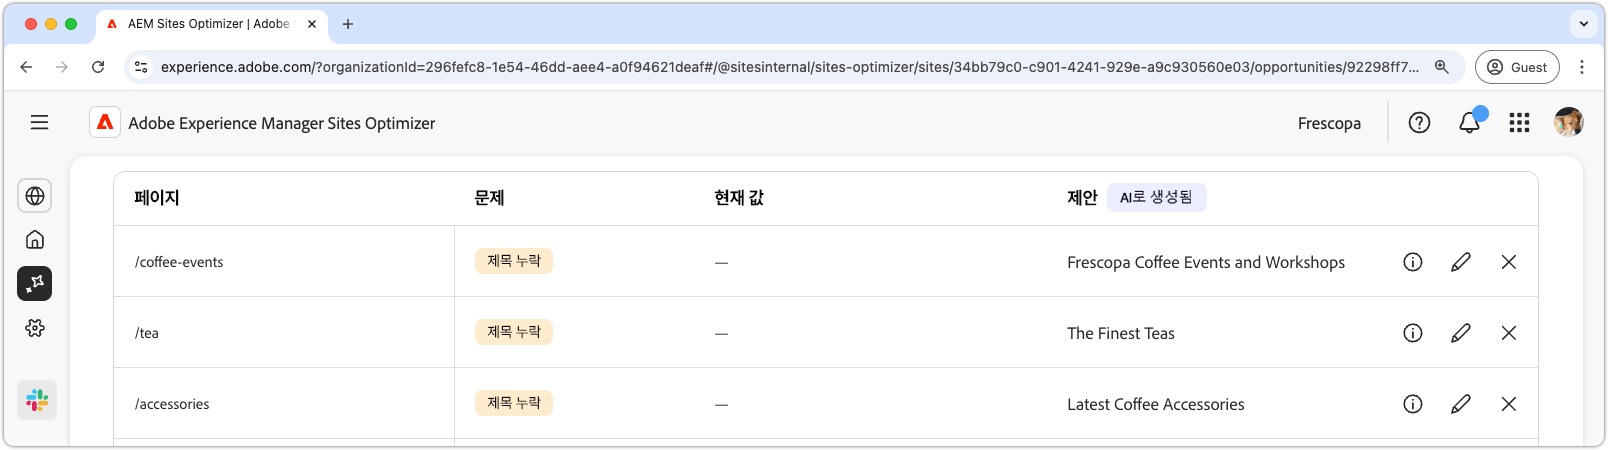 AEM Sites Optimizer | Adobe
experience.adobe.com/?organizationId=296fefc8-1e54-46dd-aee4-a0f94621deaf#/@sitesinternal/sites-optimizer/sites/34bb79c0-c901-4241-929e-a9c930560e03/opportunities/92298ff7...
Guest
Adobe Experience Manager Sites Optimizer
Frescopa
페이지 문제 현재 값 제안 AI로 생성됨
/coffee-events 제목 누락 — Frescopa Coffee Events and Workshops
/tea 제목 누락 — The Finest Teas
/accessories 제목 누락 — Latest Coffee Accessories